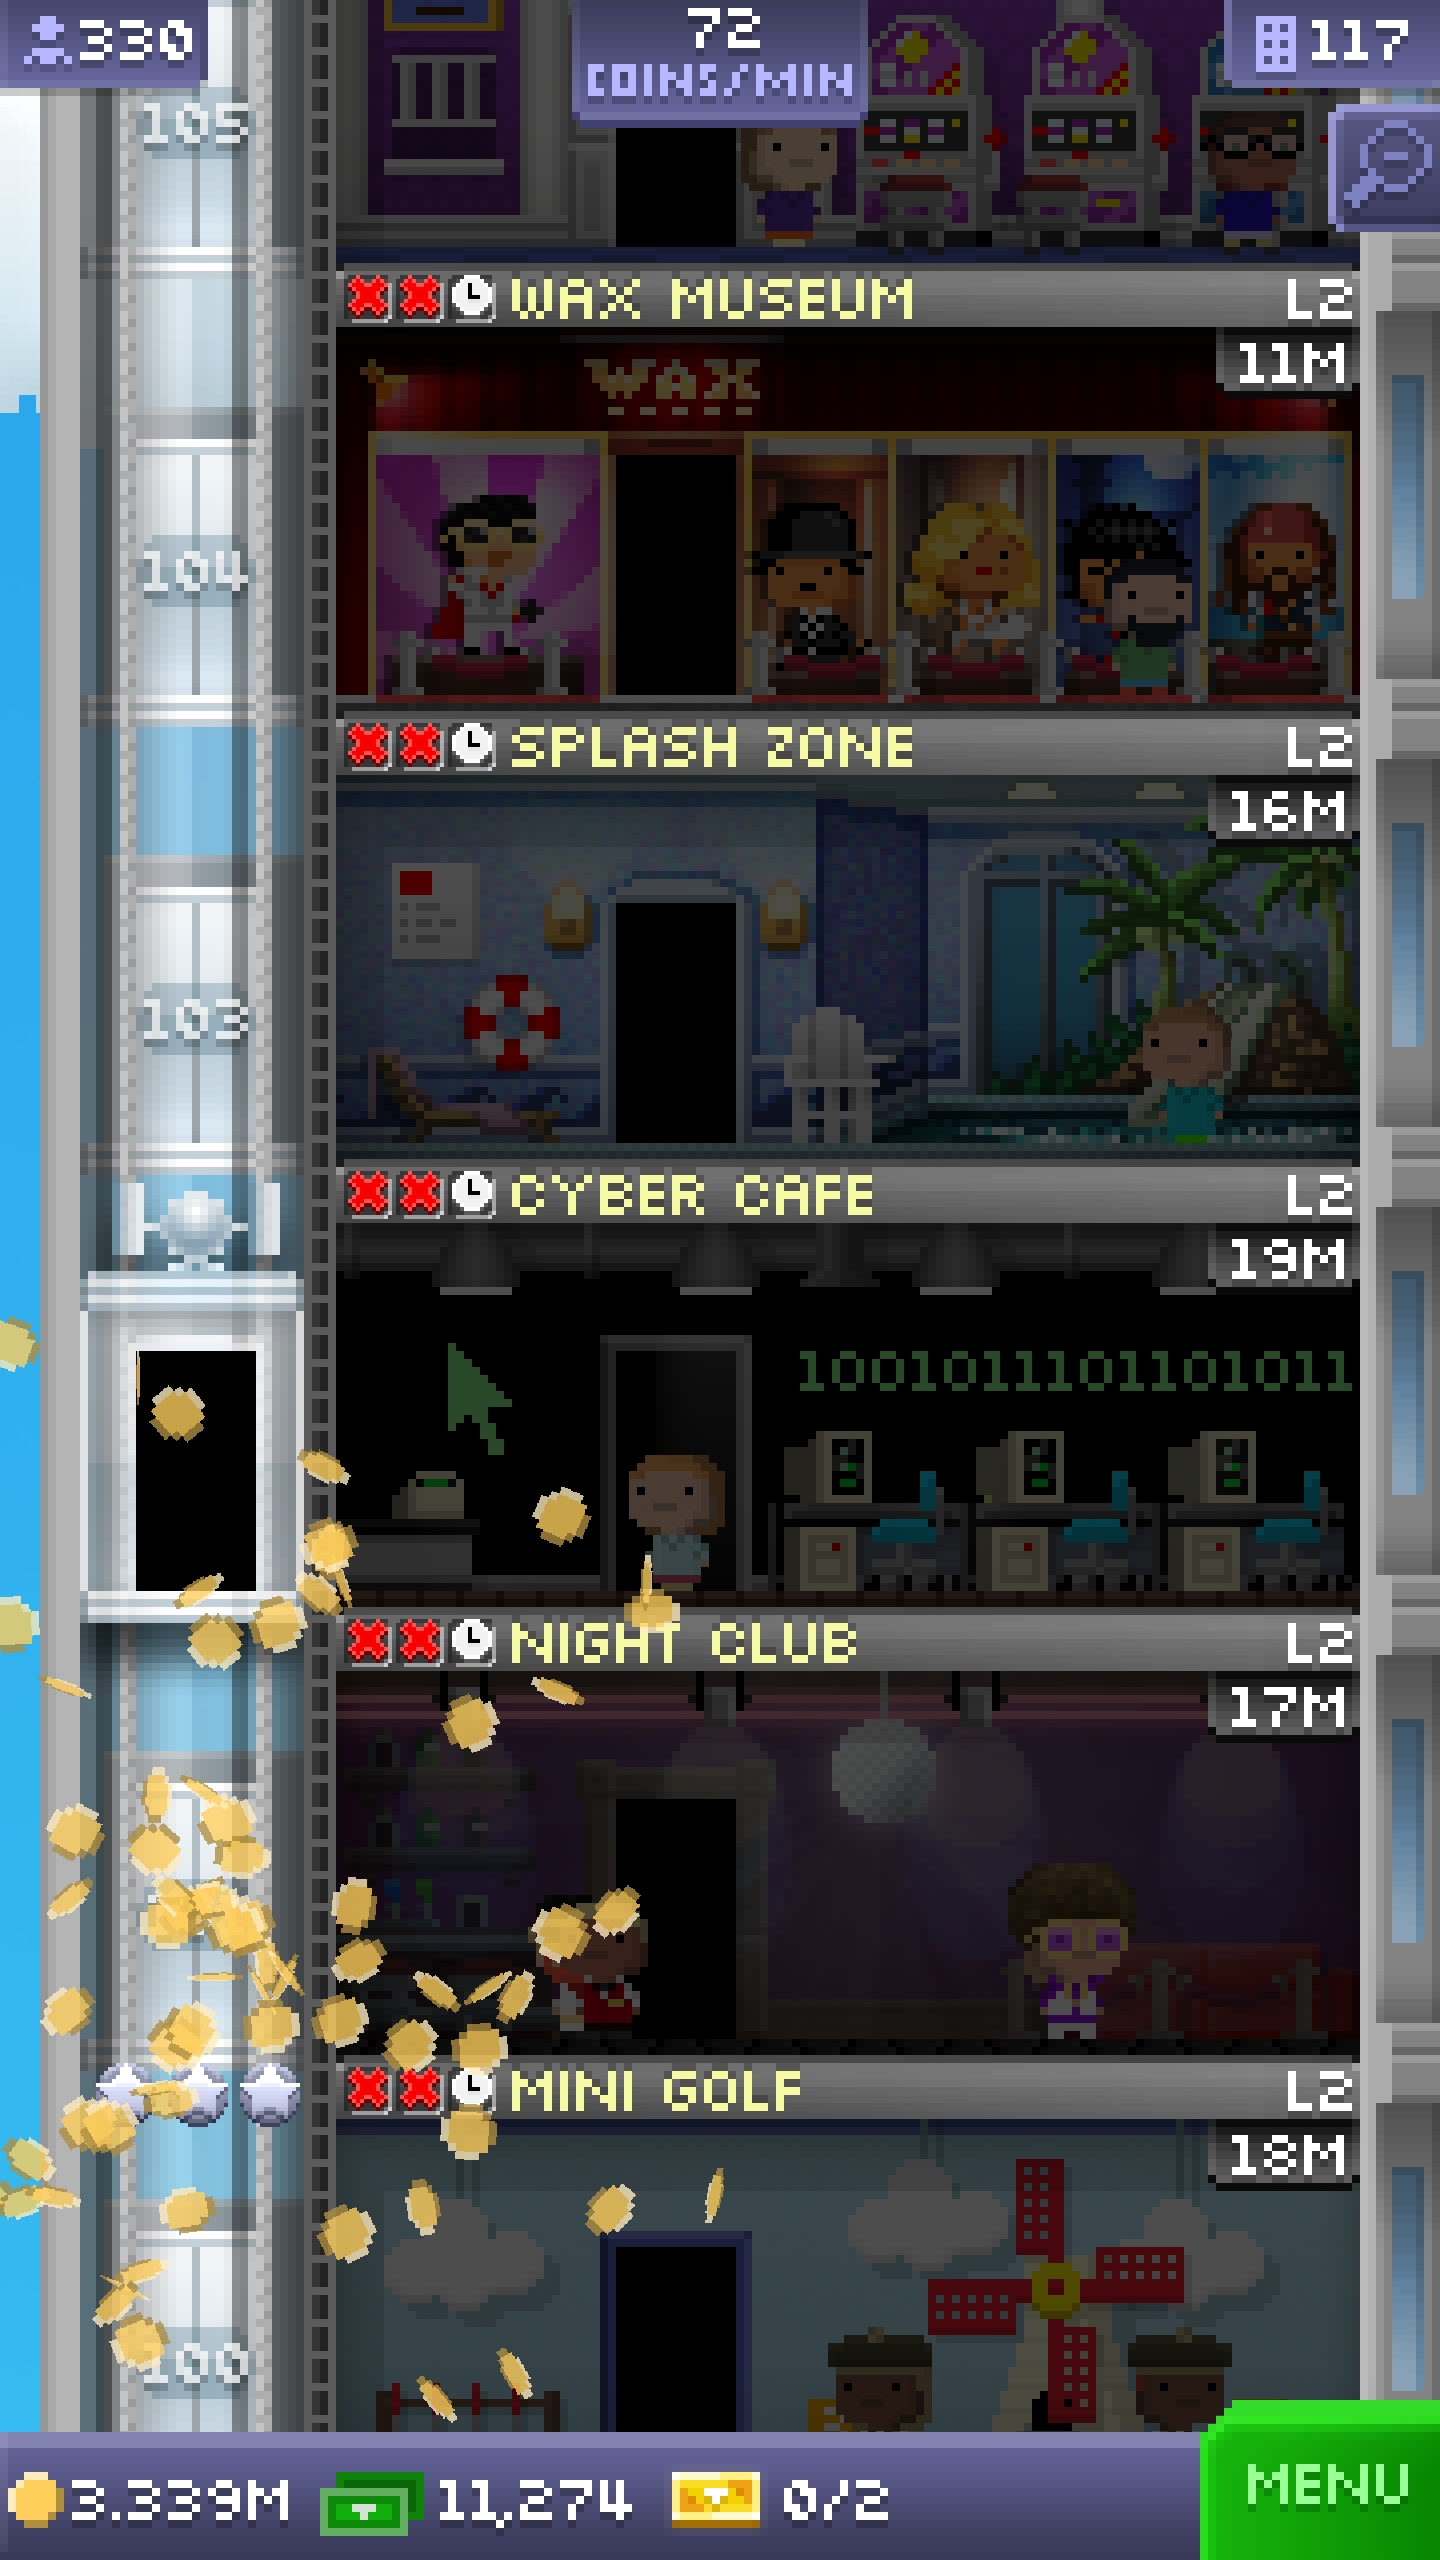 330
72
COINS/MIN
117
105
WAX MUSEUM L2
11M
WAX
104
SPLASH ZONE L2
16M
103
CYBER CAFE L2
19M
1001011101101011
NIGHT CLUB L2
17M
MINI GOLF L2
18M
100
3.339M 11,274 0/2
MENU